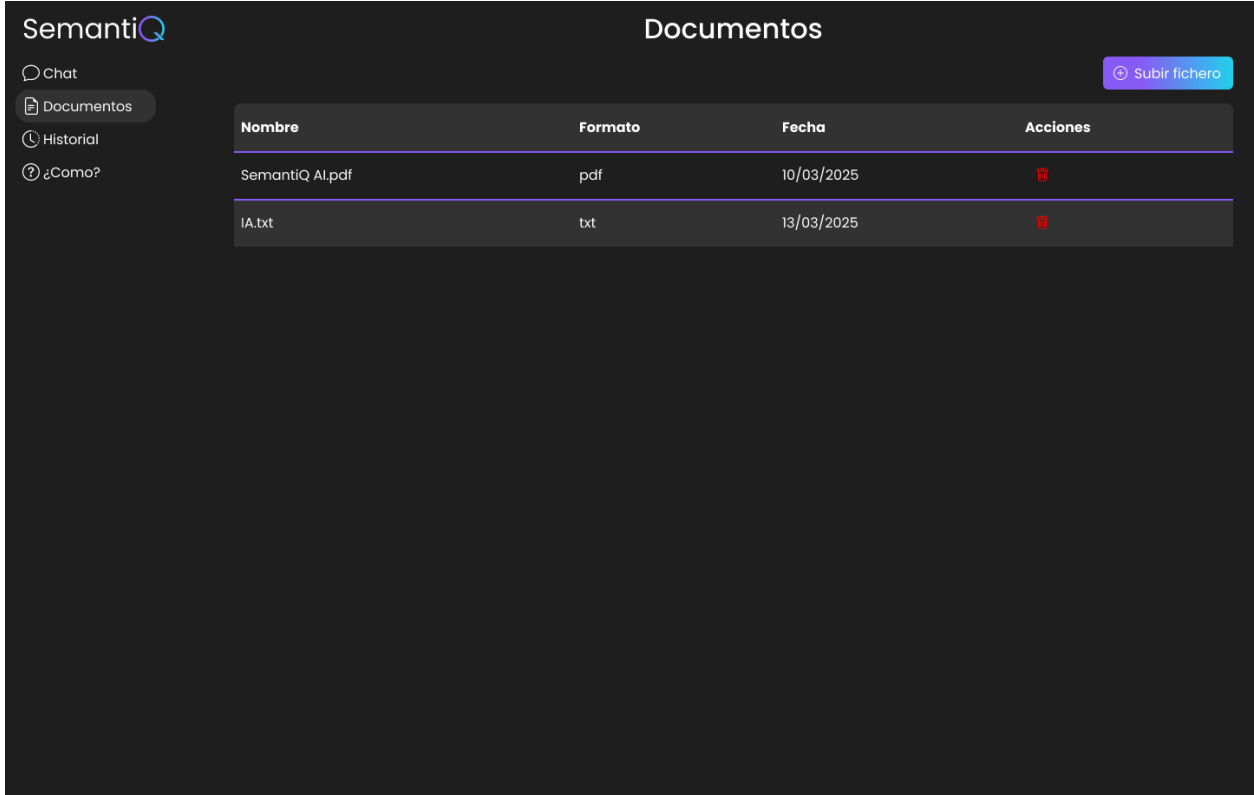 SemantiQ
Documentos
Chat
Documentos
Historial
¿Como?
Subir fichero
Nombre Formato Fecha Acciones
SemantiQ AI.pdf pdf 10/03/2025
IA.txt txt 13/03/2025